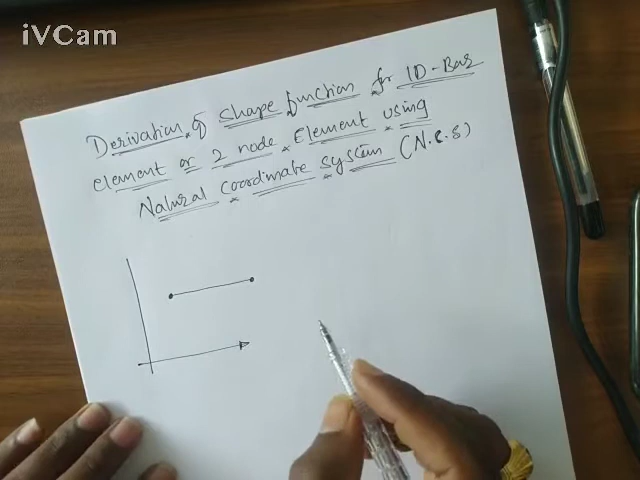 iVCam
Derivation of shape function for 1D-Bar
element or 2 node Element using
Natural coordinate system (N.C.S)